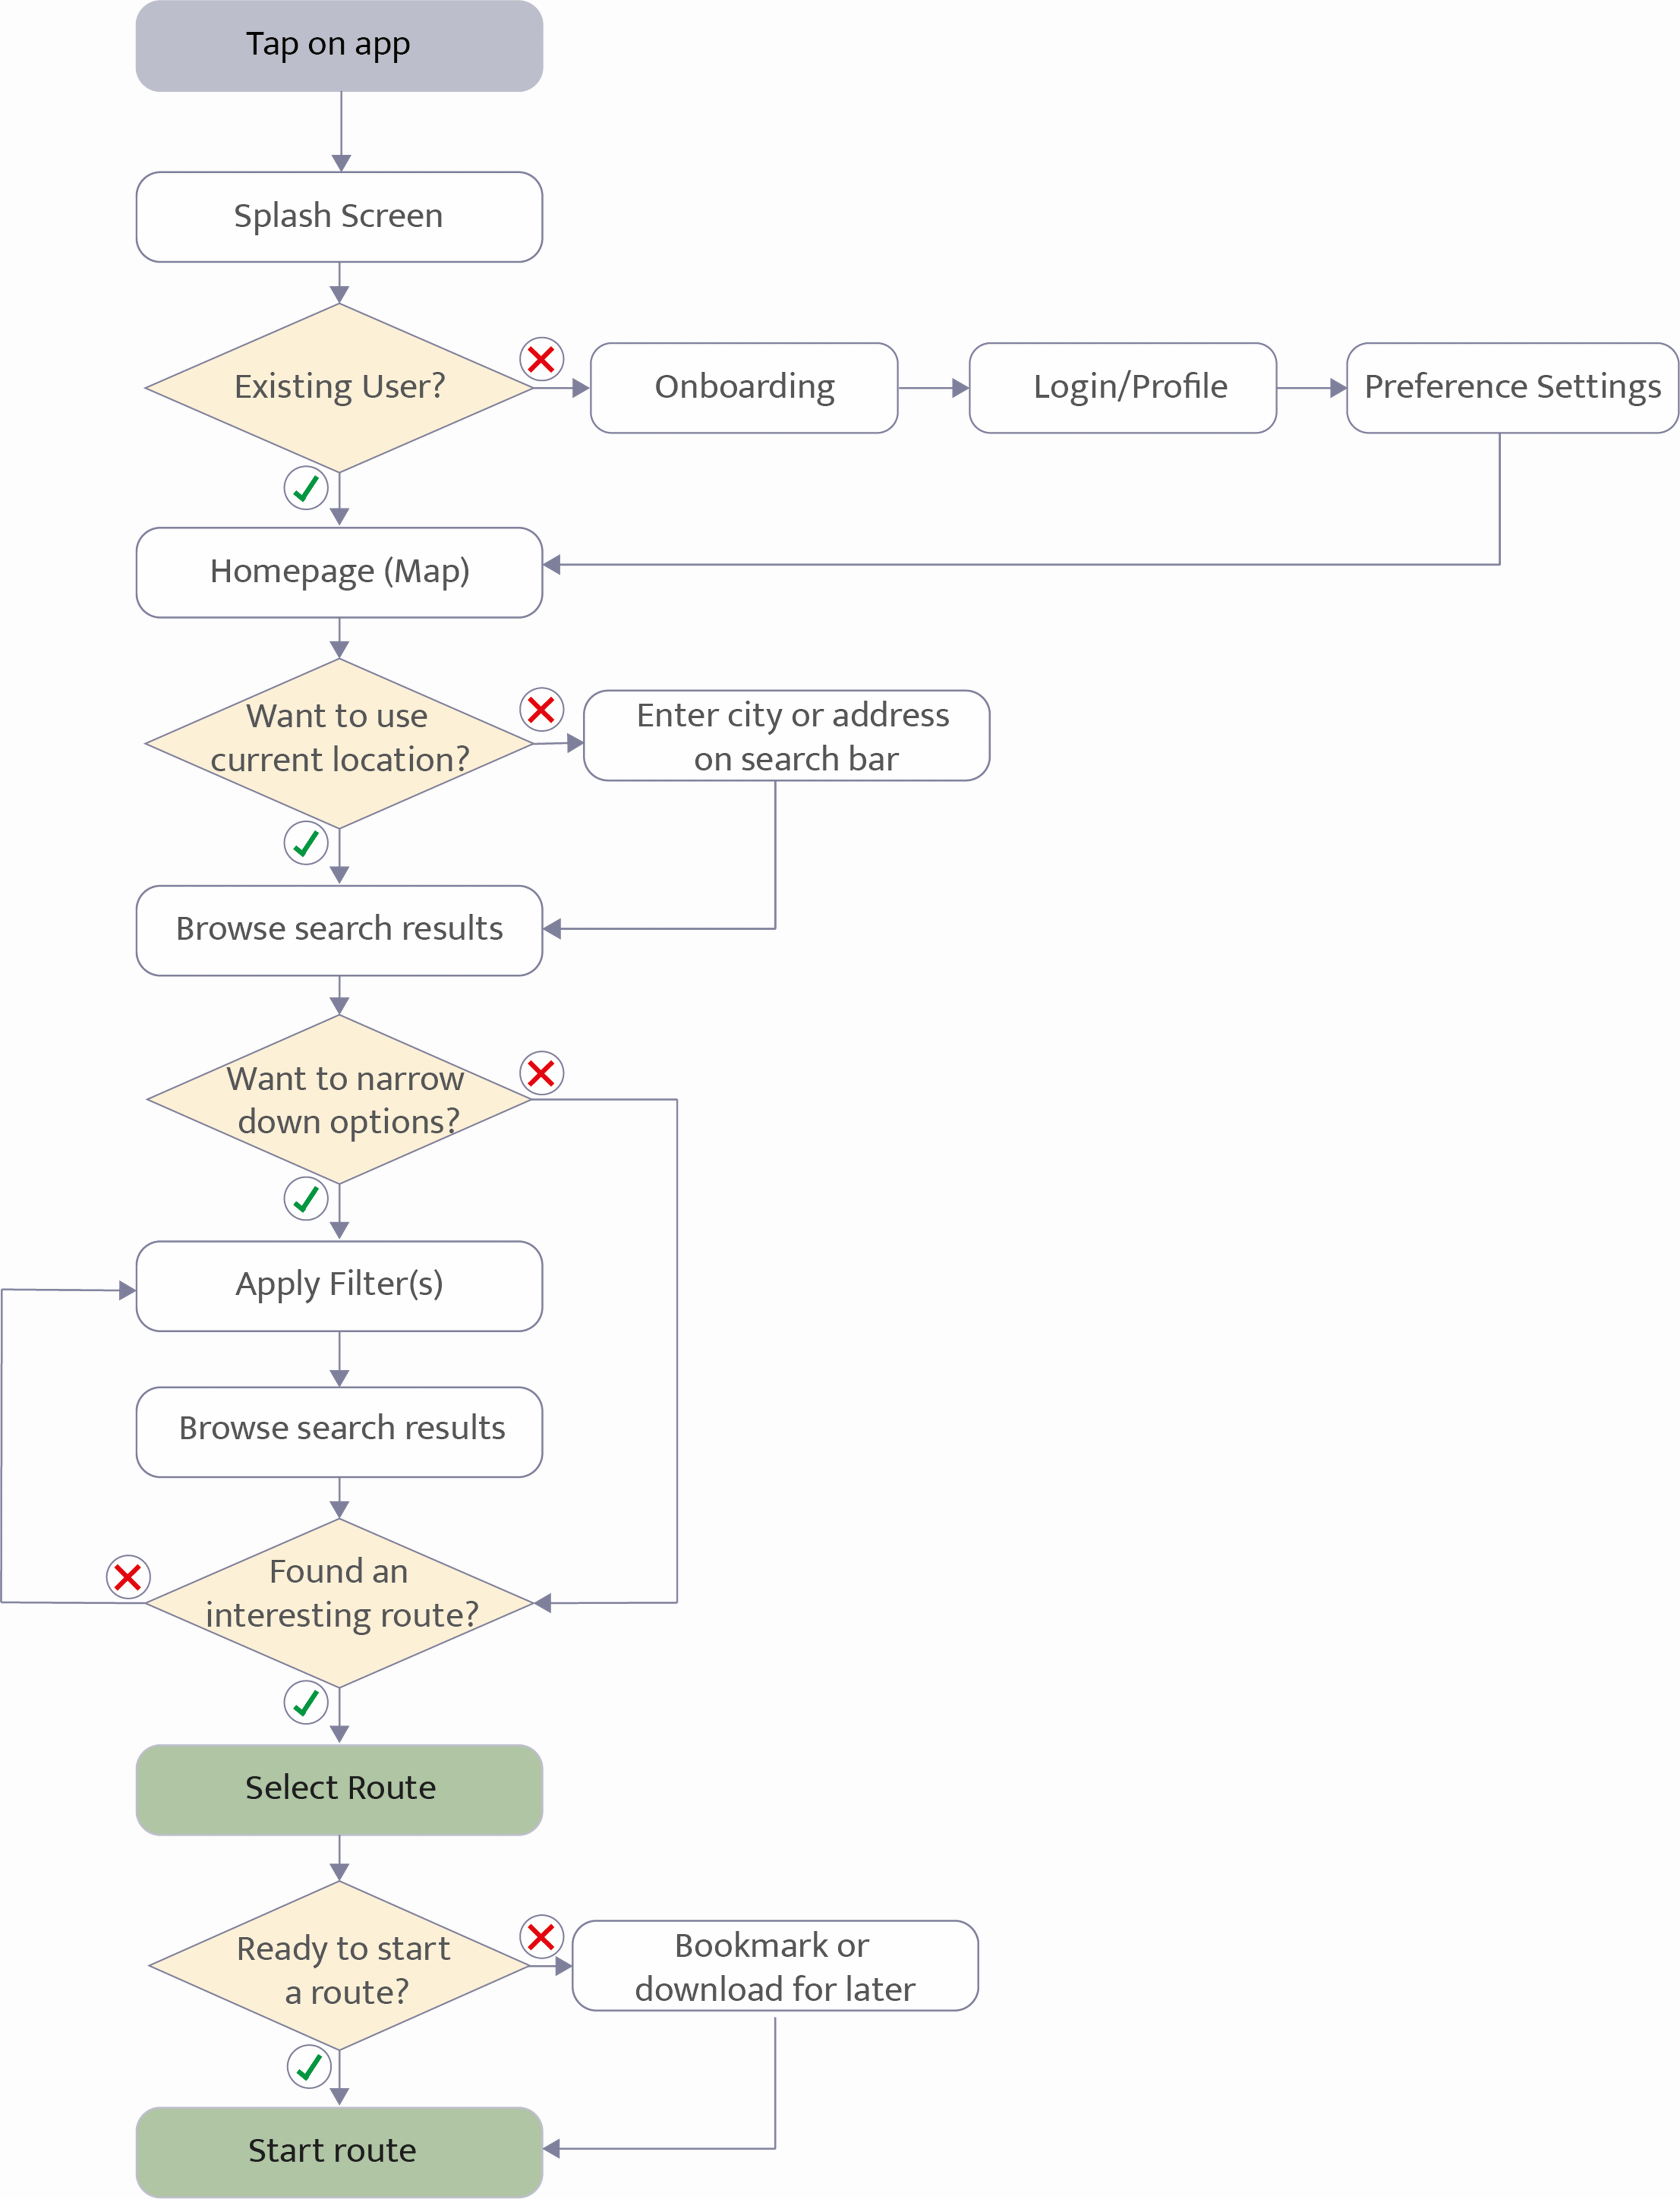 Tap on app
Splash Screen
Existing User?
Onboarding
Login/Profile
Preference Settings
Homepage (Map)
Want to use
current location?
Enter city or address
on search bar
Browse search results
Want to narrow
down options?
Apply Filter(s)
Browse search results
Found an
interesting route?
Select Route
Ready to start
a route?
Bookmark or
download for later
Start route